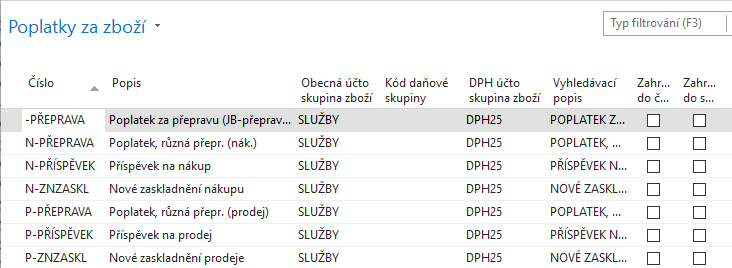 Poplatky za zboží
Typ filtrování (F3)
Číslo Popis Obecná účto skupina zboží Kód daňové skupiny DPH účto skupina zboží Vyhledávací popis Zahr... do č... Zahr... do s...
-PŘEPRAVA Poplatek za přepravu (JB-přeprav... SLUŽBY DPH25 POPLATEK Z...
N-PŘEPRAVA Poplatek, různá přepr. (nák.) SLUŽBY DPH25 POPLATEK, ...
N-PŘÍSPĚVEK Příspěvek na nákup SLUŽBY DPH25 PŘÍSPĚVEK N...
N-ZNZASKL Nové zaskladnění nákupu SLUŽBY DPH25 NOVÉ ZASKL...
P-PŘEPRAVA Poplatek, různá přepr. (prodej) SLUŽBY DPH25 POPLATEK, ...
P-PŘÍSPĚVEK Příspěvek na prodej SLUŽBY DPH25 PŘÍSPĚVEK N...
P-ZNZASKL Nové zaskladnění prodeje SLUŽBY DPH25 NOVÉ ZASKL...